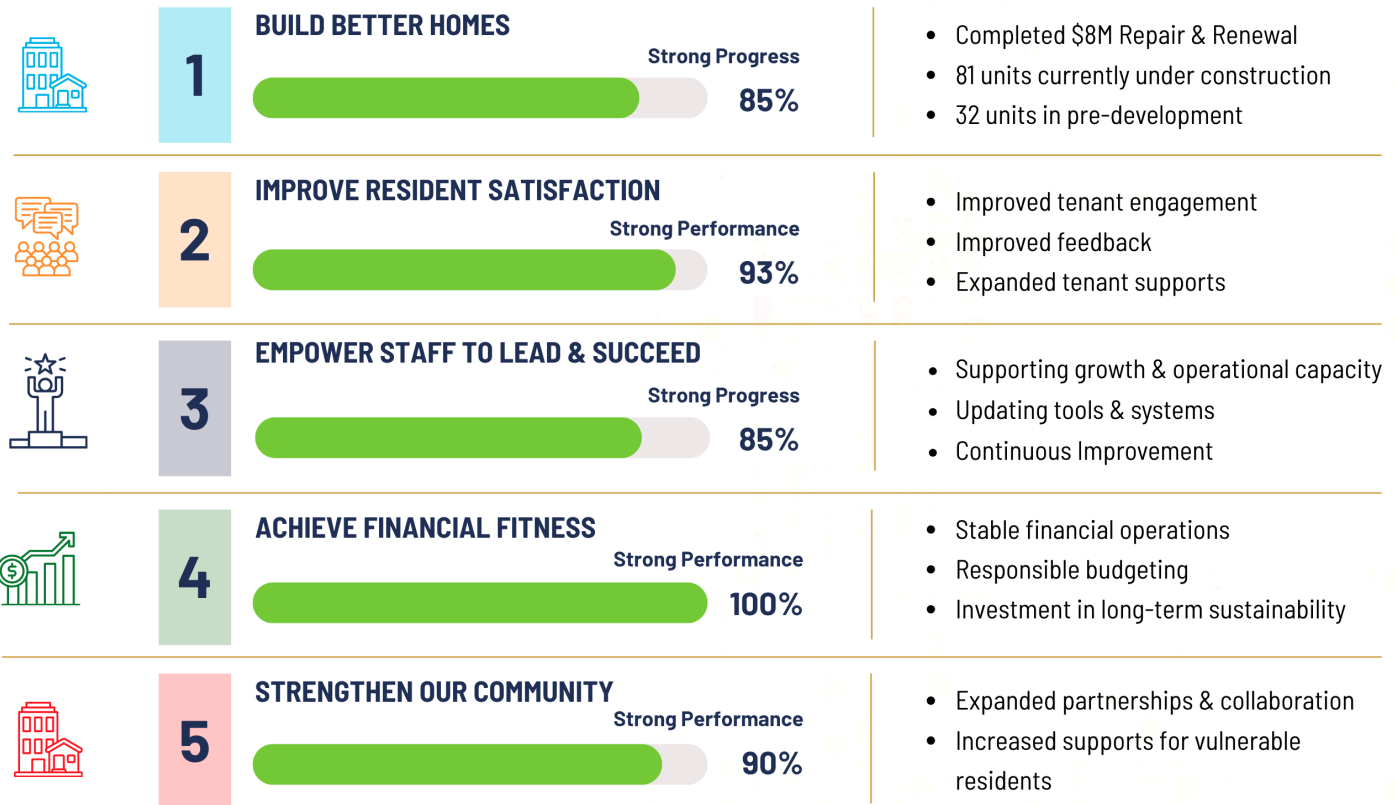 1
BUILD BETTER HOMES
Strong Progress
85%
• Completed $8M Repair & Renewal
• 81 units currently under construction
• 32 units in pre-development
2
IMPROVE RESIDENT SATISFACTION
Strong Performance
93%
• Improved tenant engagement
• Improved feedback
• Expanded tenant supports
3
EMPOWER STAFF TO LEAD & SUCCEED
Strong Progress
85%
• Supporting growth & operational capacity
• Updating tools & systems
• Continuous Improvement
$
4
ACHIEVE FINANCIAL FITNESS
Strong Performance
100%
• Stable financial operations
• Responsible budgeting
• Investment in long-term sustainability
5
STRENGTHEN OUR COMMUNITY
Strong Performance
90%
• Expanded partnerships & collaboration
• Increased supports for vulnerable
residents